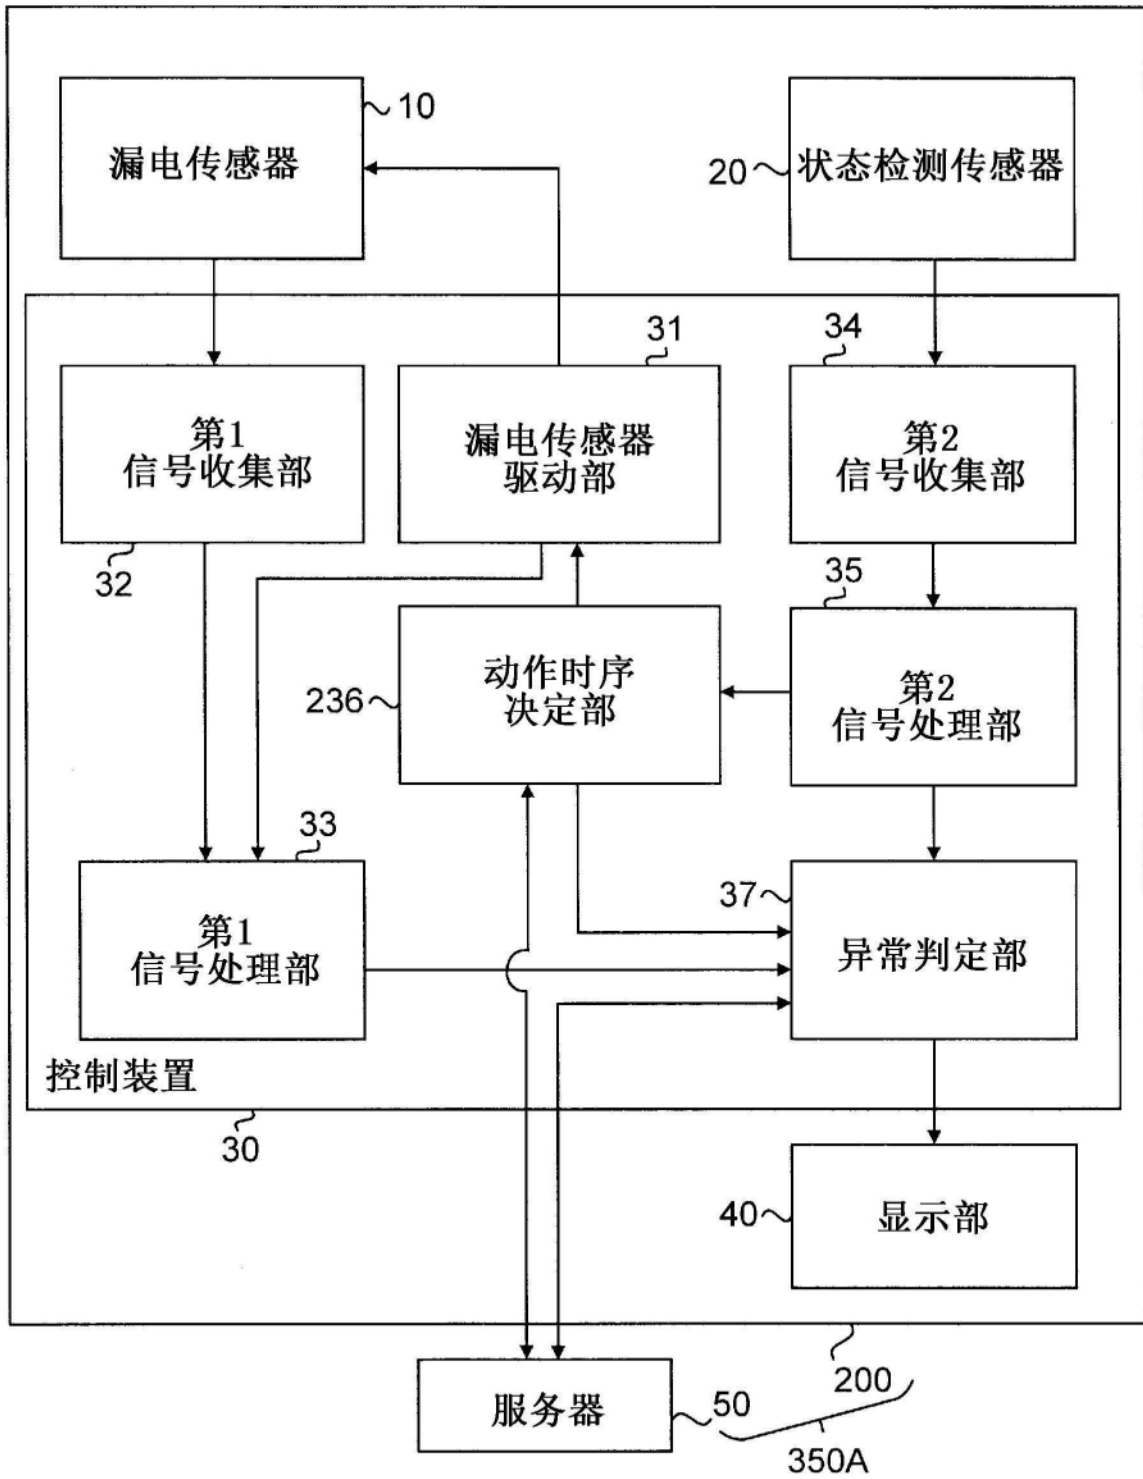 10
漏电传感器
20
状态检测传感器
31
34
第1
信号收集部
漏电传感器
驱动部
第2
信号收集部
32
35
236
动作时序
决定部
第2
信号处理部
33
37
第1
信号处理部
异常判定部
控制装置
30
40
显示部
200
服务器
50
350A